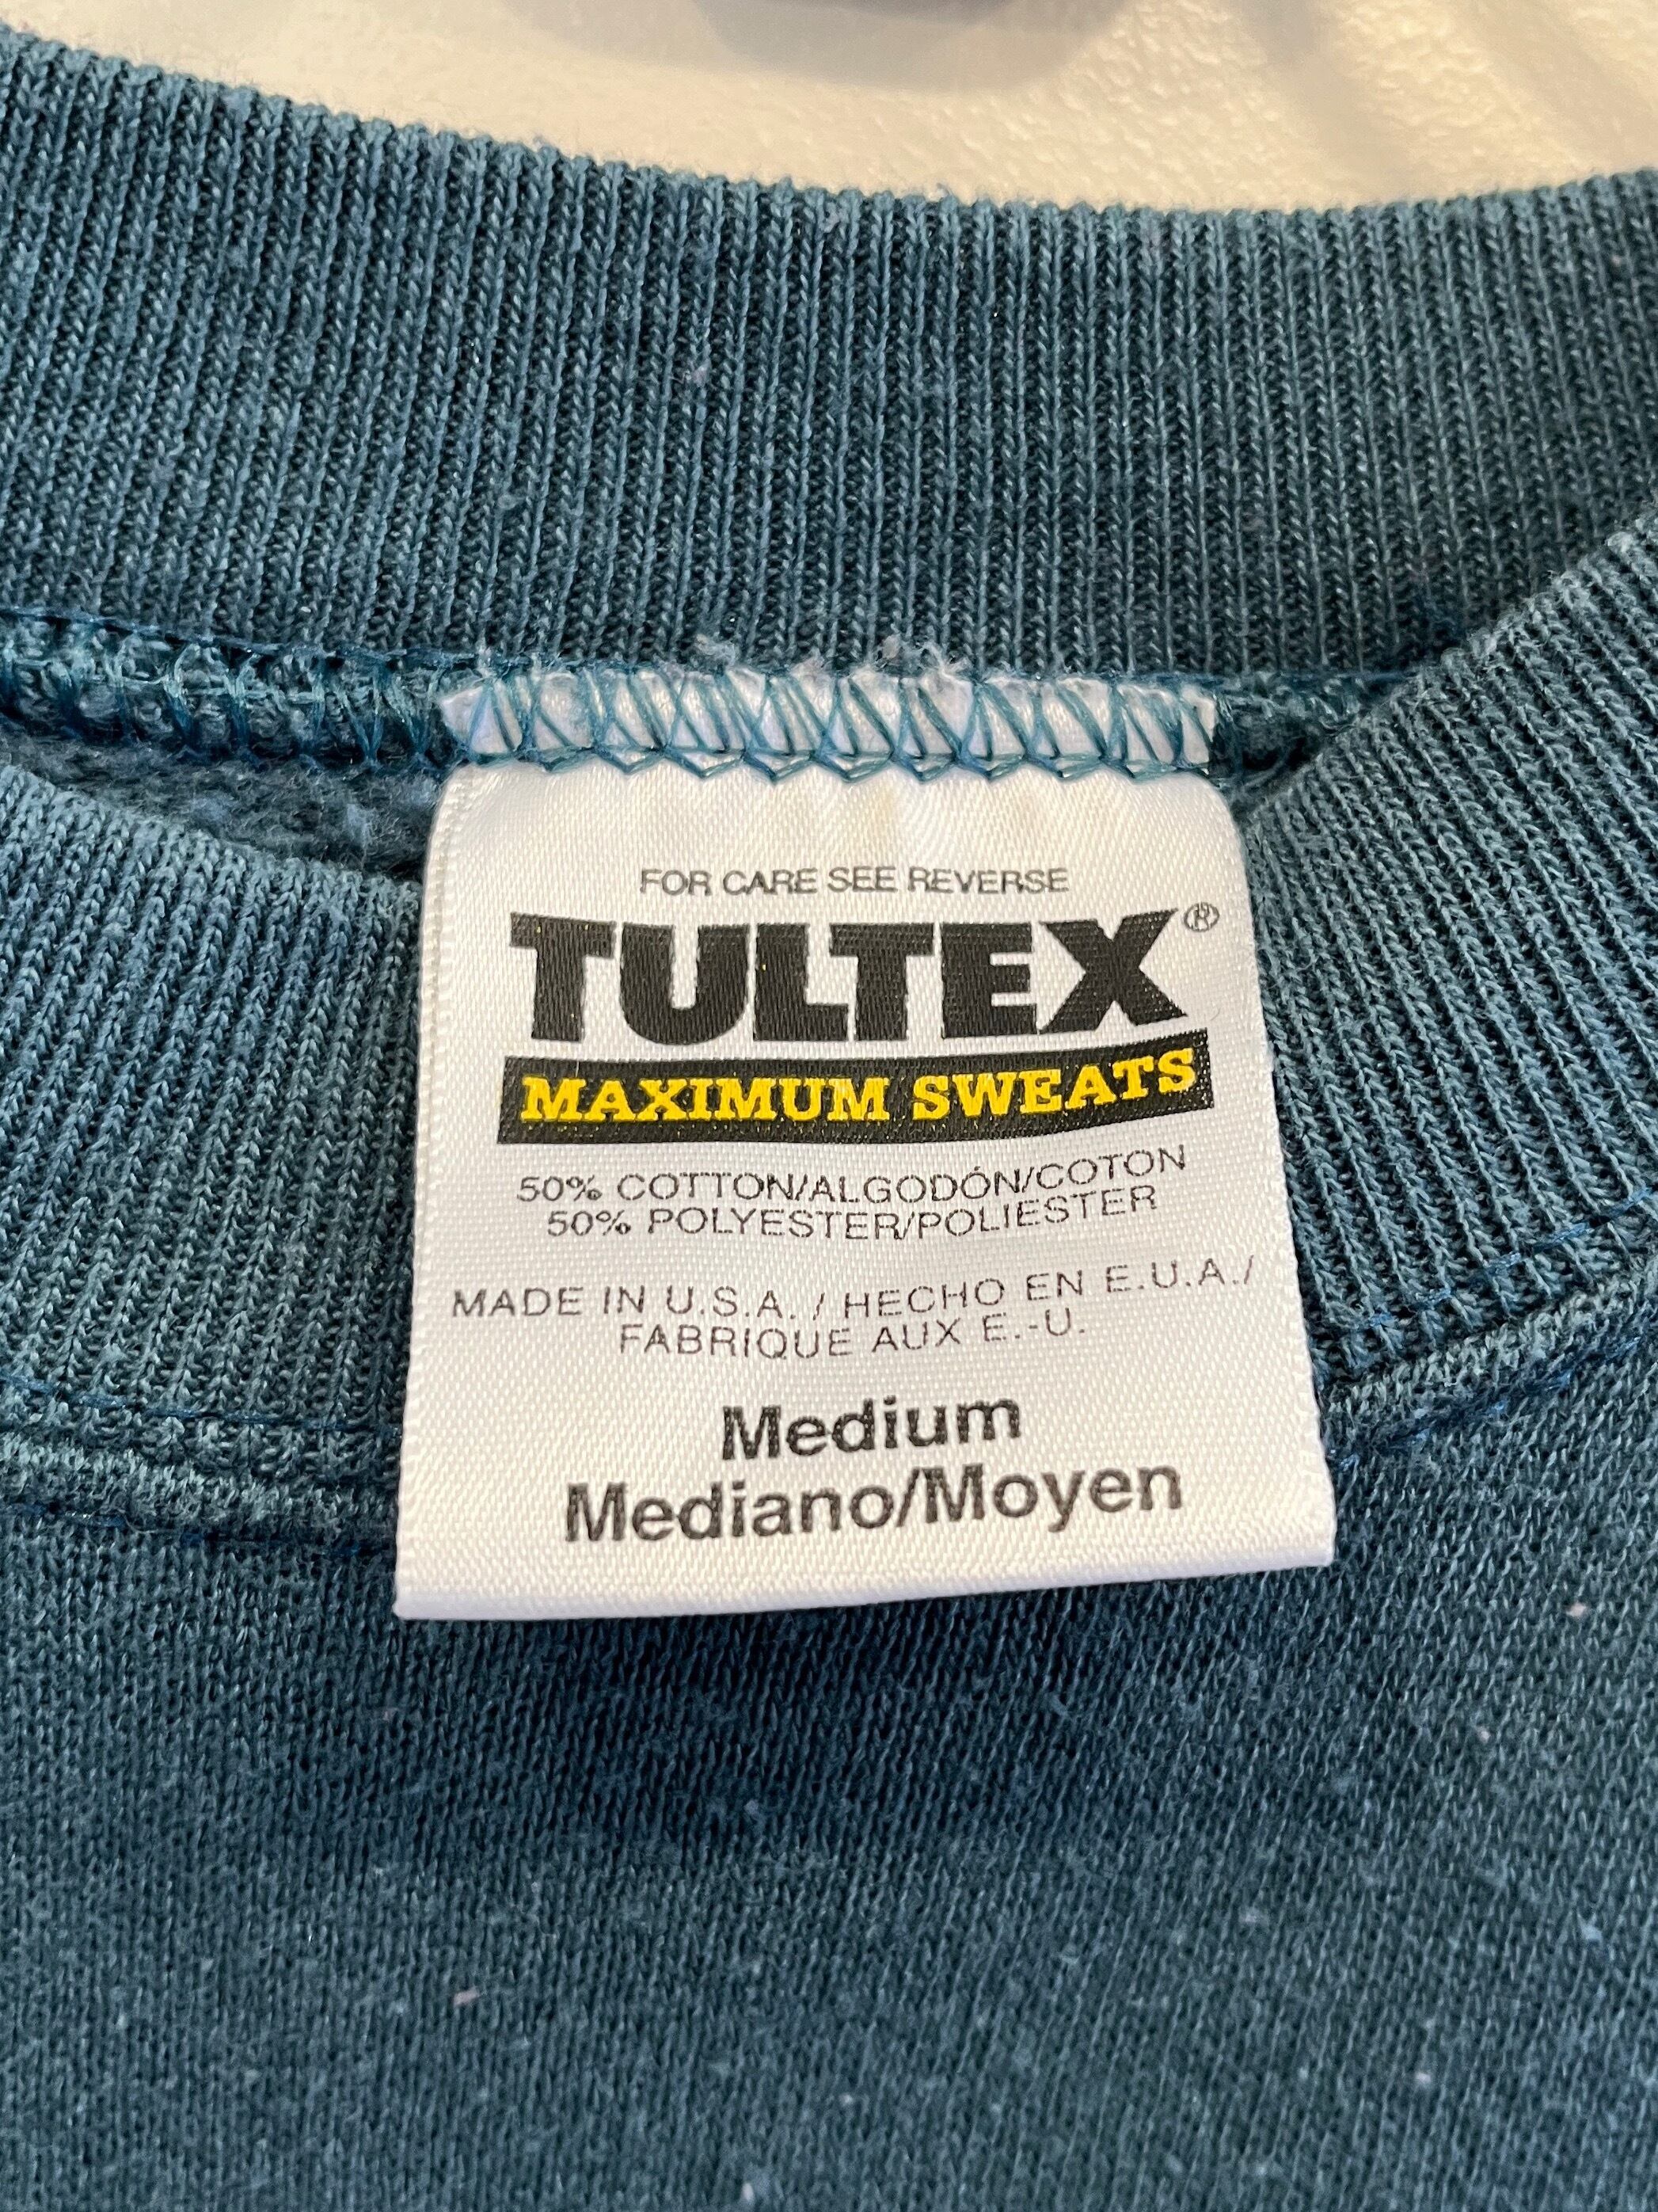 FOR CARE SEE REVERSE
TULTEX®
MAXIMUM SWEATS
50% COTTON/ALGODÓN/COTON
50% POLYESTER/POLIESTER
MADE IN U.S.A. / HECHO EN E.U.A./
FABRIQUE AUX E.-U.
Medium
Mediano/Moyen